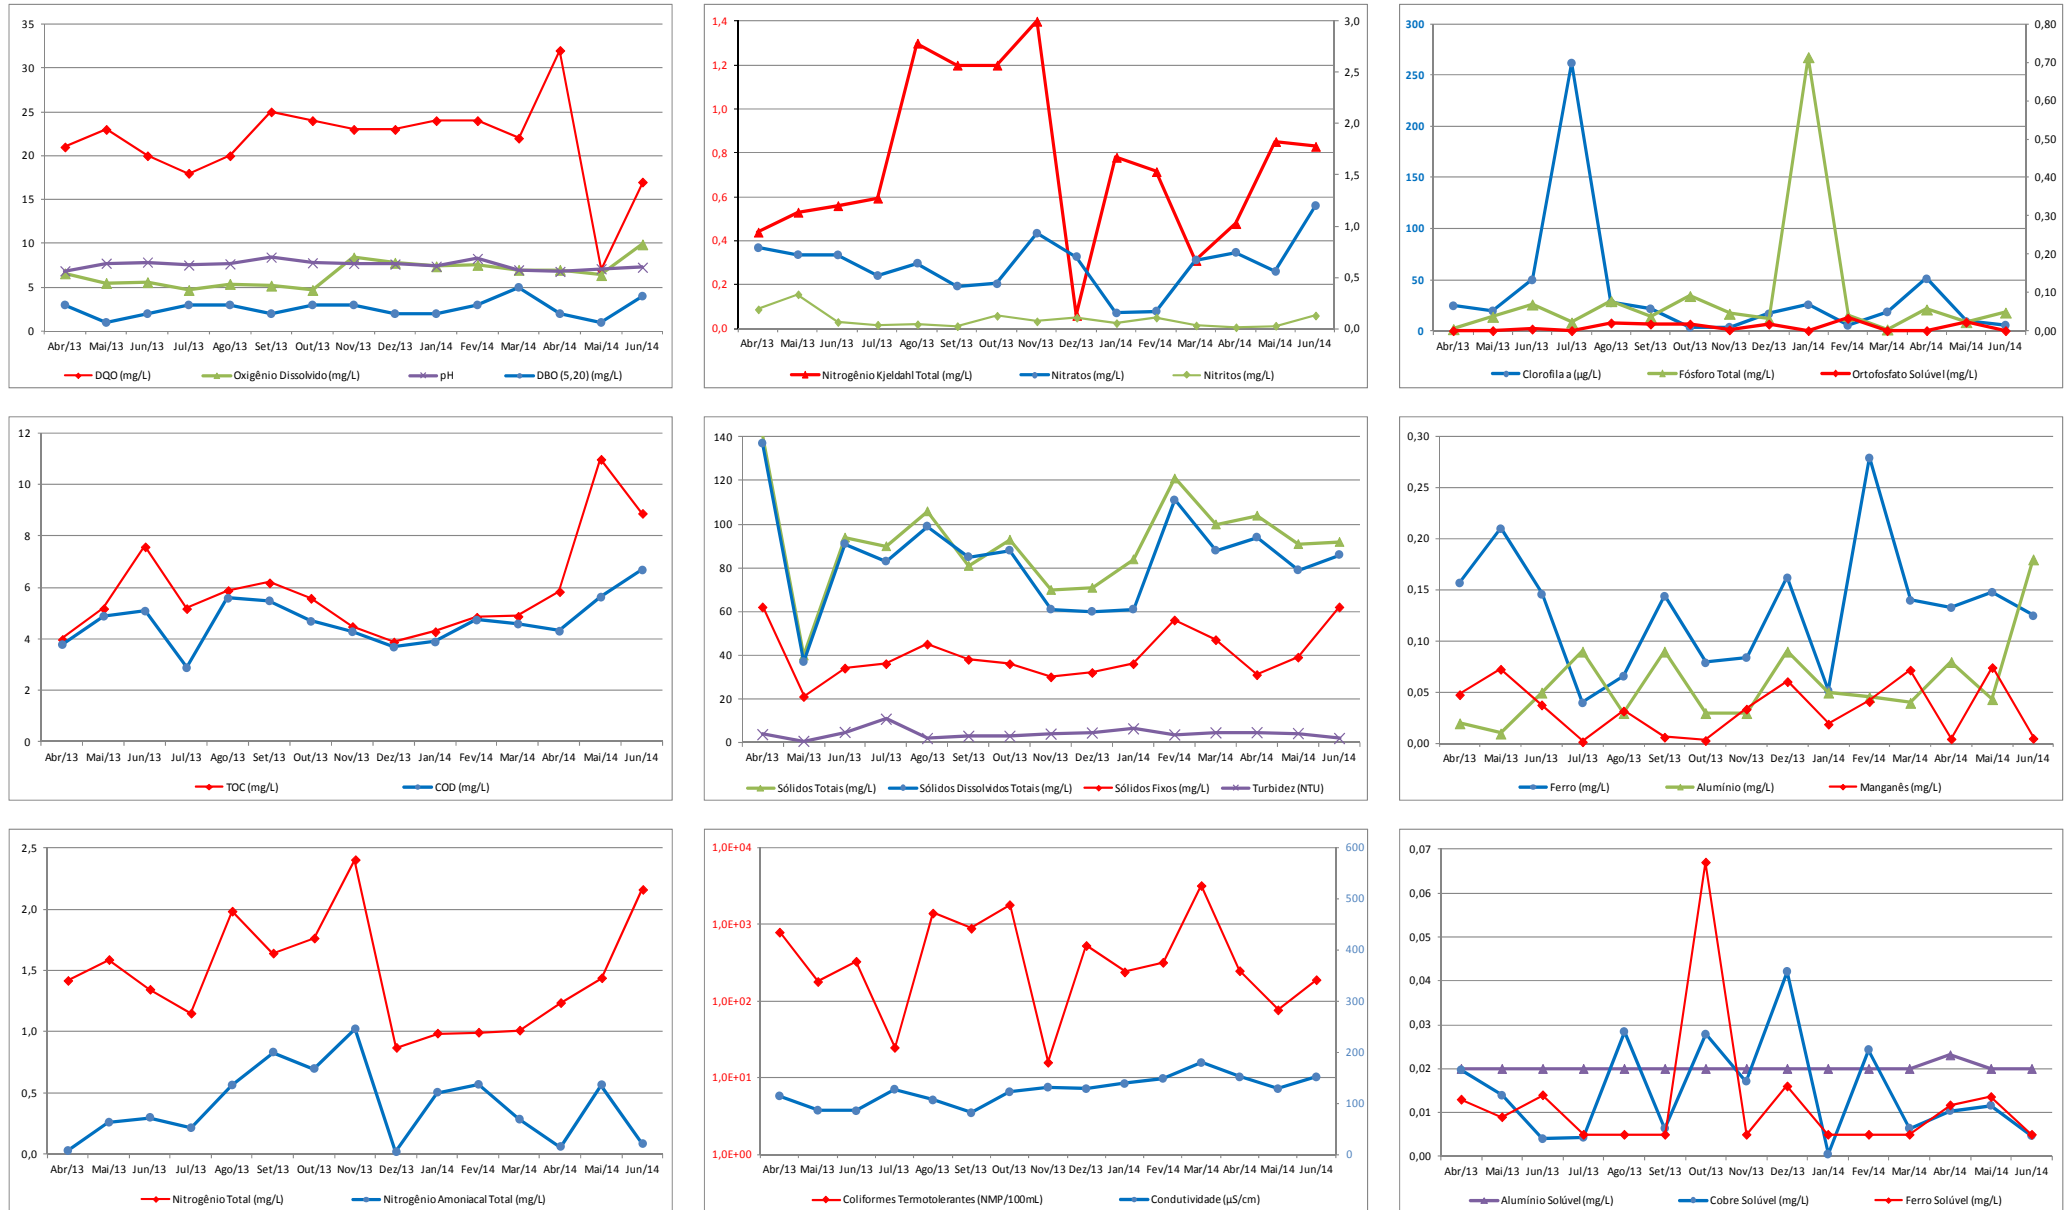 35
30
25
20
15
10
5
0
Abr/13 Mai/13 Jun/13 Jul/13 Ago/13 Set/13 Out/13 Nov/13 Dez/13 Jan/14 Fev/14 Mar/14 Abr/14 Mai/14 Jun/14
DQO (mg/L) Oxigênio Dissolvido (mg/L) pH DBO (5,20) (mg/L)
1,4 3,0
1,2 2,5
1,0 2,0
0,8 1,5
0,6 1,0
0,4 0,5
0,2 0,0
0,0
Abr/13 Mai/13 Jun/13 Jul/13 Ago/13 Set/13 Out/13 Nov/13 Dez/13 Jan/14 Fev/14 Mar/14 Abr/14 Mai/14 Jun/14
Nitrogênio Kjeldahl Total (mg/L) Nitratos (mg/L) Nitritos (mg/L)
300 0,80
250 0,70
200 0,60
150 0,50
100 0,40
50 0,30
0 0,20
0,10
0,00
Abr/13 Mai/13 Jun/13 Jul/13 Ago/13 Set/13 Out/13 Nov/13 Dez/13 Jan/14 Fev/14 Mar/14 Abr/14 Mai/14 Jun/14
Clorofila a (µg/L) Fósforo Total (mg/L) Ortofosfato Solúvel (mg/L)
12
10
8
6
4
2
0
Abr/13 Mai/13 Jun/13 Jul/13 Ago/13 Set/13 Out/13 Nov/13 Dez/13 Jan/14 Fev/14 Mar/14 Abr/14 Mai/14 Jun/14
TOC (mg/L) COD (mg/L)
140
120
100
80
60
40
20
0
Abr/13 Mai/13 Jun/13 Jul/13 Ago/13 Set/13 Out/13 Nov/13 Dez/13 Jan/14 Fev/14 Mar/14 Abr/14 Mai/14 Jun/14
Sólidos Totais (mg/L) Sólidos Dissolvidos Totais (mg/L) Sólidos Fixos (mg/L) Turbidez (NTU)
0,30
0,25
0,20
0,15
0,10
0,05
0,00
Abr/13 Mai/13 Jun/13 Jul/13 Ago/13 Set/13 Out/13 Nov/13 Dez/13 Jan/14 Fev/14 Mar/14 Abr/14 Mai/14 Jun/14
Ferro (mg/L) Alumínio (mg/L) Manganês (mg/L)
2,5
2,0
1,5
1,0
0,5
0,0
Abr/13 Mai/13 Jun/13 Jul/13 Ago/13 Set/13 Out/13 Nov/13 Dez/13 Jan/14 Fev/14 Mar/14 Abr/14 Mai/14 Jun/14
Nitrogênio Total (mg/L) Nitrogênio Amoniacal Total (mg/L)
1,0E+04 600
1,0E+03 500
1,0E+02 400
1,0E+01 300
1,0E+00 200
100
0
Abr/13 Mai/13 Jun/13 Jul/13 Ago/13 Set/13 Out/13 Nov/13 Dez/13 Jan/14 Fev/14 Mar/14 Abr/14 Mai/14 Jun/14
Coliformes Termotolerantes (NMP/100mL) Condutividade (µS/cm)
0,07
0,06
0,05
0,04
0,03
0,02
0,01
0,00
Abr/13 Mai/13 Jun/13 Jul/13 Ago/13 Set/13 Out/13 Nov/13 Dez/13 Jan/14 Fev/14 Mar/14 Abr/14 Mai/14 Jun/14
Alumínio Solúvel (mg/L) Cobre Solúvel (mg/L) Ferro Solúvel (mg/L)